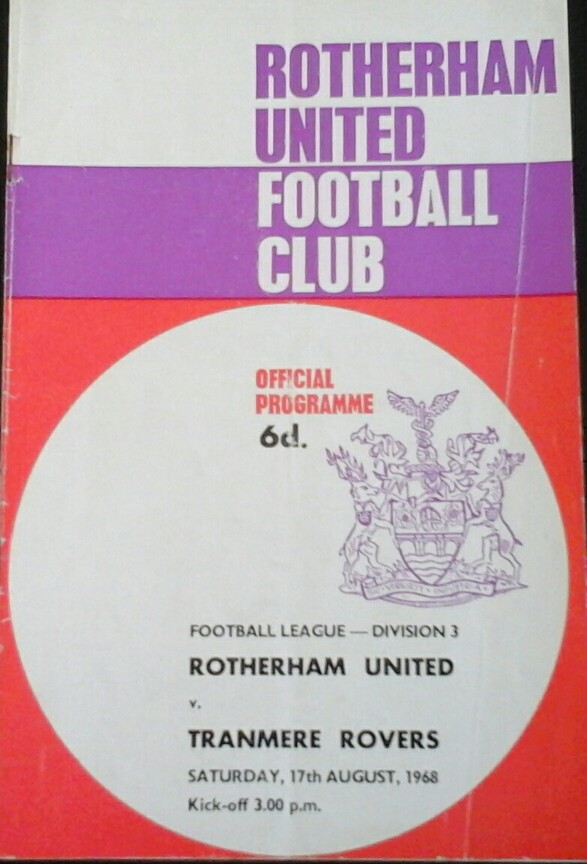 ROTHERHAM
UNITED
FOOTBALL
CLUB
OFFICIAL
PROGRAMME
6d.
FOOTBALL LEAGUE — DIVISION 3
ROTHERHAM UNITED
v.
TRANMERE ROVERS
SATURDAY, 17th AUGUST, 1968
Kick-off 3.00 p.m.